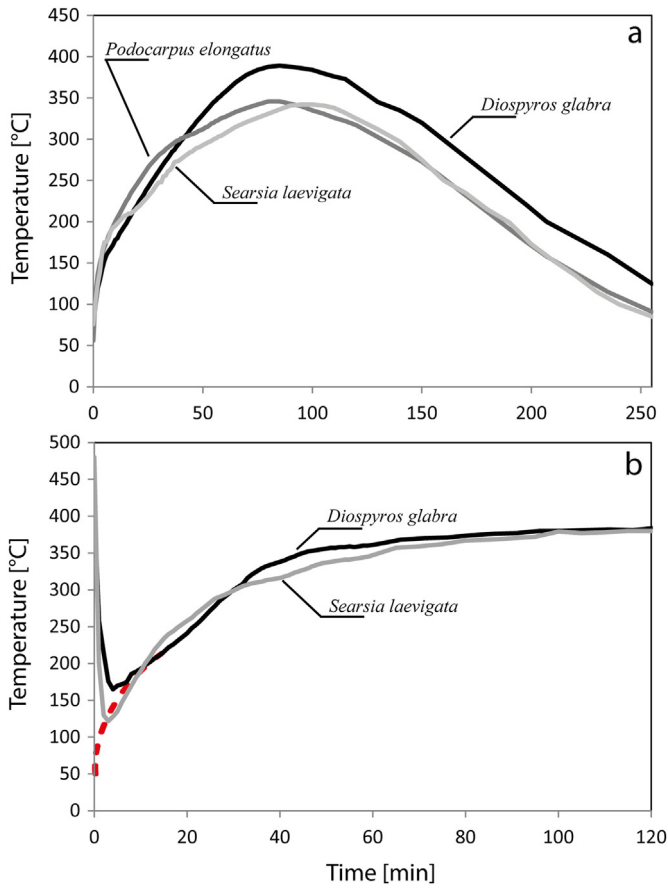 a
450
400
350
300
250
200
150
100
50
0
Temperature [°C]
Podocarpus elongatus
Diospyros glabra
Searsia laevigata
0 50 100 150 200 250
b
500
450
400
350
300
250
200
150
100
50
0
Temperature [°C]
Diospyros glabra
Searsia laevigata
0 20 40 60 80 100 120
Time [min]